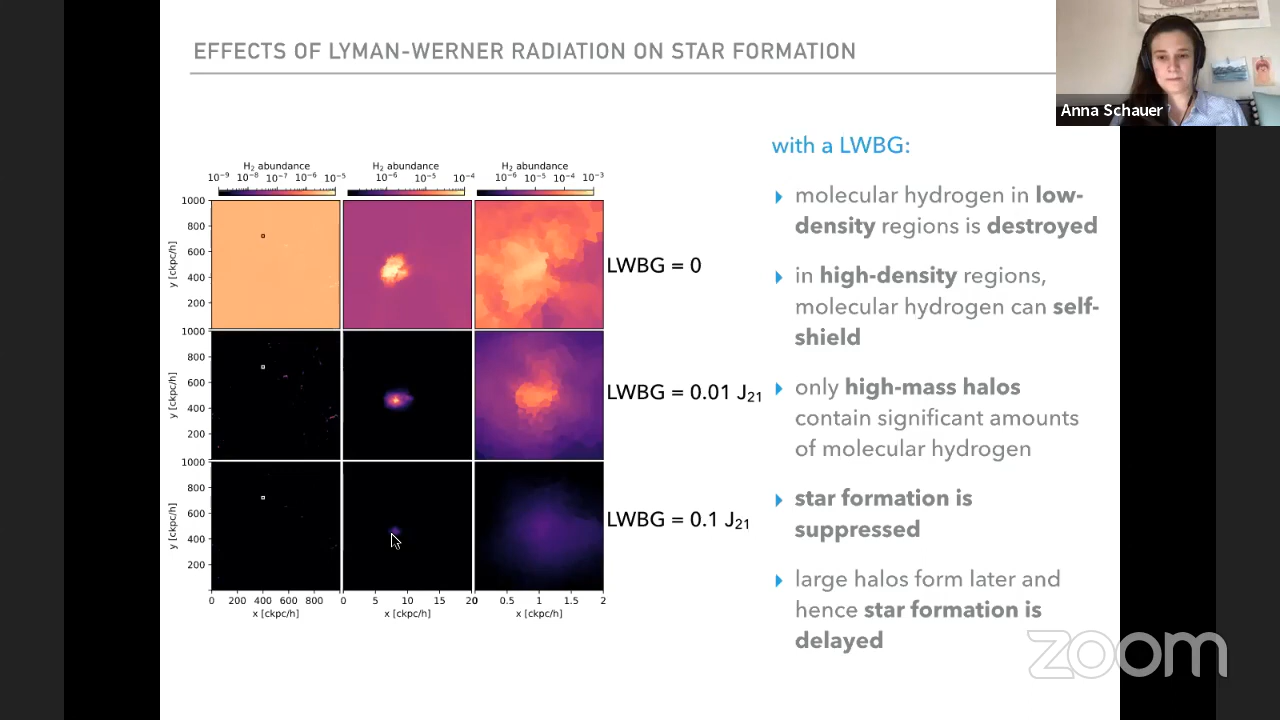 EFFECTS OF LYMAN-WERNER RADIATION ON STAR FORMATION
Anna Schauer
with a LWBG:
molecular hydrogen in low-
density regions is destroyed
in high-density regions,
molecular hydrogen can self-
shield
only high-mass halos
contain significant amounts
of molecular hydrogen
star formation is
suppressed
large halos form later and
hence star formation is
delayed
H₂ abundance H₂ abundance H₂ abundance
10⁻⁹ 10⁻⁸ 10⁻⁷ 10⁻⁶ 10⁻⁵ 10⁻⁶ 10⁻⁵ 10⁻⁴ 10⁻⁶ 10⁻⁵ 10⁻⁴ 10⁻³
1000
800
600
400
200
y [ckpc/h]
LWBG = 0
1000
800
600
400
200
y [ckpc/h]
LWBG = 0.01 J₂₁
1000
800
600
400
200
y [ckpc/h]
LWBG = 0.1 J₂₁
0 200 400 600 800 0 5 10 15 20 0 0.5 1 1.5 2
x [ckpc/h] x [ckpc/h] x [ckpc/h]
zoom